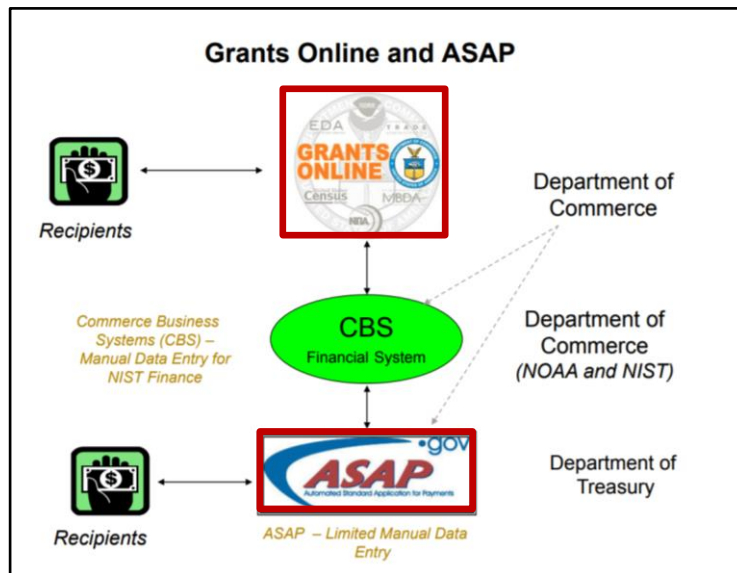 Grants Online and ASAP
EDA
TRADE
GRANTS
ONLINE
Census
MBDA
NTIA
Recipients
Department of
Commerce
Commerce Business
Systems (CBS) –
Manual Data Entry for
NIST Finance
CBS
Financial System
Department of
Commerce
(NOAA and NIST)
.gov
ASAP
Automated Standard Application for Payments
Recipients
ASAP – Limited Manual Data
Entry
Department of
Treasury